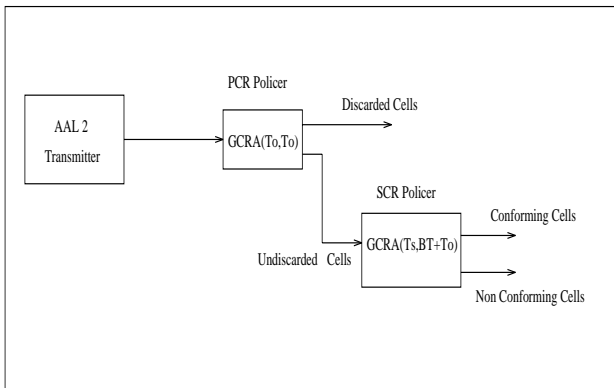 PCR Policer
Discarded Cells
AAL 2
Transmitter
GCRA(To,To)
SCR Policer
Conforming Cells
GCRA(Ts,BT+To)
Undiscarded Cells
Non Conforming Cells